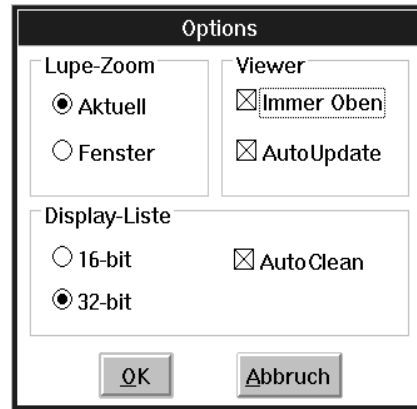 Options
Lupe-Zoom
Aktuell
Fenster
Viewer
Immer Oben
AutoUpdate
Display-Liste
16-bit
32-bit
AutoClean
OK
Abbruch